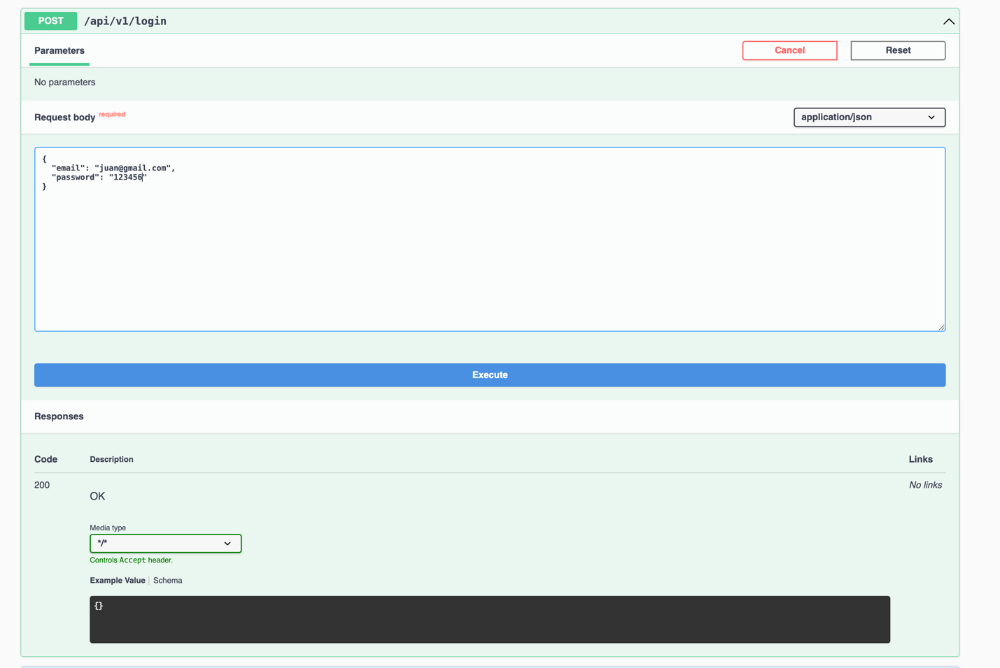 POST /api/v1/login
Parameters
Cancel
Reset
No parameters
Request body required
application/json
{
"email": "juan@gmail.com",
"password": "123456"
}
Execute
Responses
Code Description Links
200 No links
OK
Media type
*/*
Controls Accept header.
Example Value Schema
{}